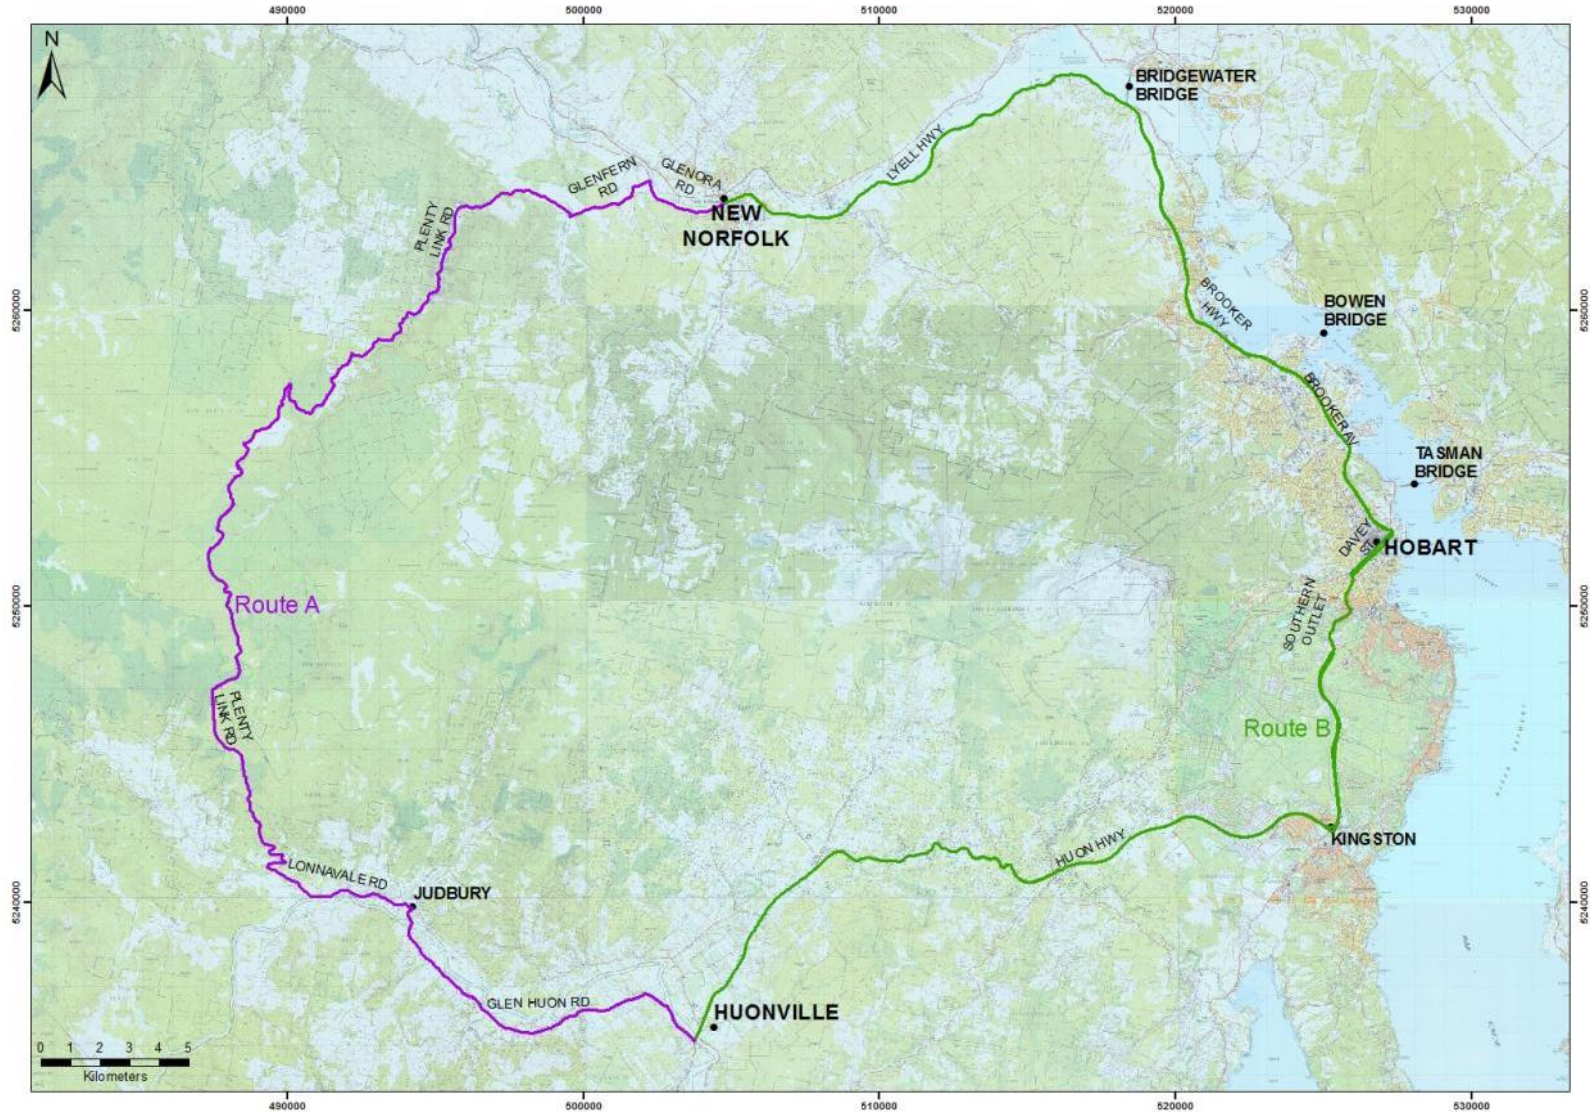 490000
500000
510000
520000
530000
N
BRIDGEWATER
BRIDGE
LYELL HWY
GLENFERN
RD
GLENORA
RD
NEW
NORFOLK
PLENTY
LINK RD
5260000
5260000
BROOKER
HWY
BOWEN
BRIDGE
BROOKER AV
TASMAN
BRIDGE
DAVEY
ST
HOBART
Route A
5250000
5250000
SOUTHERN
OUTLET
PLENTY
LINK RD
Route B
HUON HWY
KINGSTON
LONNAVALE RD
JUDBURY
5240000
5240000
GLEN HUON RD
HUONVILLE
0 1 2 3 4 5
Kilometers
490000
500000
510000
520000
530000